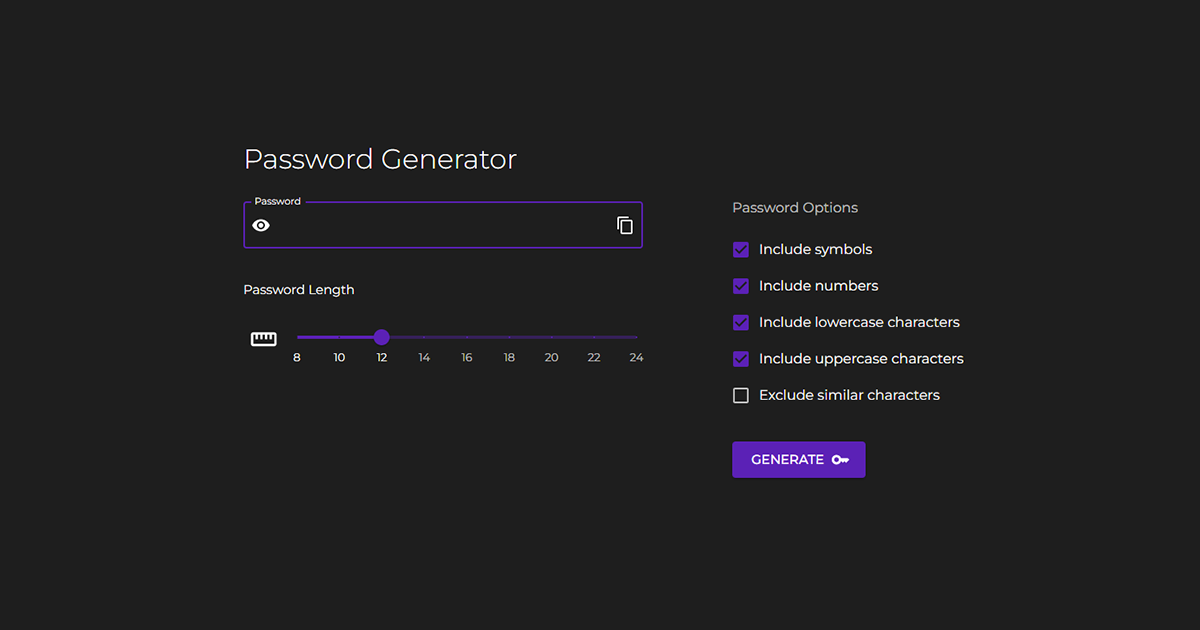 Password Generator
Password
Password Length
8 10 12 14 16 18 20 22 24
Password Options
Include symbols
Include numbers
Include lowercase characters
Include uppercase characters
Exclude similar characters
GENERATE